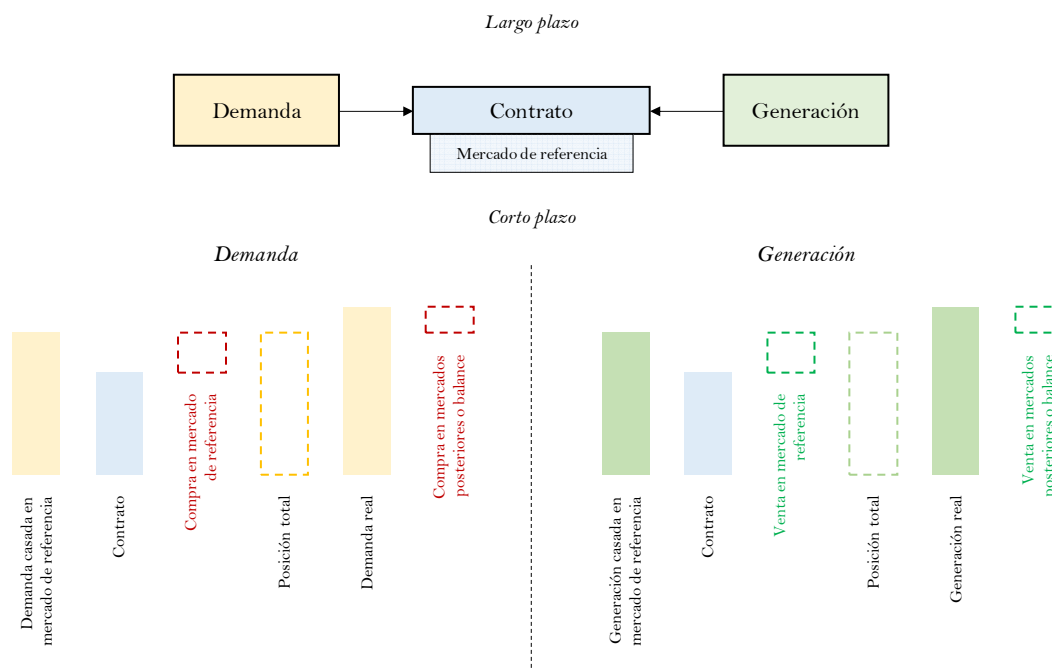 Largo plazo
Demanda
Contrato
Generación
Mercado de referencia
Corto plazo
Demanda
Generación
Demanda casada en
mercado de referencia
Contrato
Compra en mercado
de referencia
Posición total
Demanda real
Compra en mercados
posteriores o balance
Generación casada en
mercado de referencia
Contrato
Venta en mercado de
referencia
Posición total
Generación real
Venta en mercados
posteriores o balance